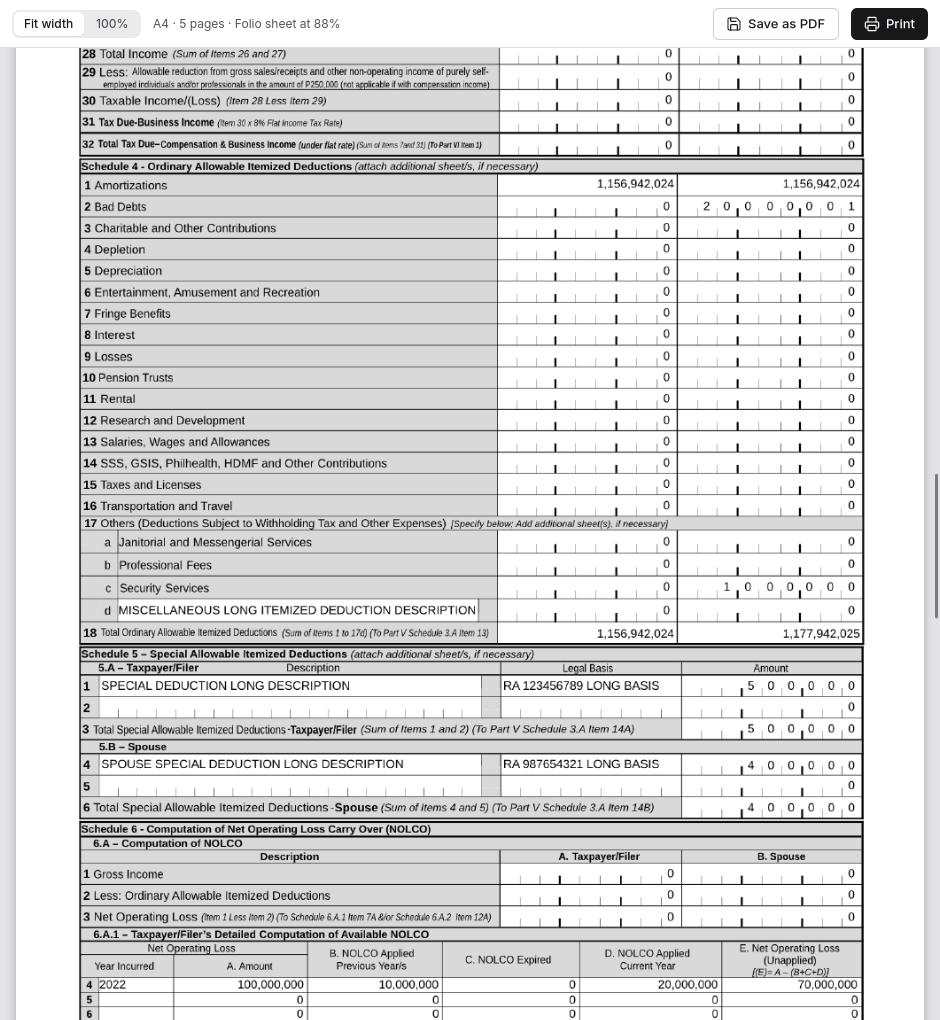 Fit width 100% A4 · 5 pages · Folio sheet at 88% Save as PDF Print
28 Total Income (Sum of Items 26 and 27) 0 0
29 Less: Allowable reduction from gross sales/receipts and other non-operating income of purely self- 0 0
employed individuals and/or professionals in the amount of P250,000 (not applicable if with compensation income)
30 Taxable Income/(Loss) (Item 28 Less Item 29) 0 0
31 Tax Due-Business Income (Item 30 x 8% Flat Income Tax Rate) 0 0
32 Total Tax Due–Compensation & Business Income (under flat rate) (Sum of Items 7and 31) (To Part VI Item 1) 0 0
Schedule 4 - Ordinary Allowable Itemized Deductions (attach additional sheet/s, if necessary)
1 Amortizations 1,156,942,024 1,156,942,024
2 Bad Debts 0 2 0 0 0 0 0 0 1
3 Charitable and Other Contributions 0 0
4 Depletion 0 0
5 Depreciation 0 0
6 Entertainment, Amusement and Recreation 0 0
7 Fringe Benefits 0 0
8 Interest 0 0
9 Losses 0 0
10 Pension Trusts 0 0
11 Rental 0 0
12 Research and Development 0 0
13 Salaries, Wages and Allowances 0 0
14 SSS, GSIS, Philhealth, HDMF and Other Contributions 0 0
15 Taxes and Licenses 0 0
16 Transportation and Travel 0 0
17 Others (Deductions Subject to Withholding Tax and Other Expenses) [Specify below; Add additional sheet(s), if necessary]
a Janitorial and Messengerial Services 0 0
b Professional Fees 0 0
c Security Services 0 1 0 0 0 0 0 0
d MISCELLANEOUS LONG ITEMIZED DEDUCTION DESCRIPTION 0 0
18 Total Ordinary Allowable Itemized Deductions (Sum of Items 1 to 17d) (To Part V Schedule 3.A Item 13) 1,156,942,024 1,177,942,025
Schedule 5 – Special Allowable Itemized Deductions (attach additional sheet/s, if necessary)
5.A – Taxpayer/Filer Description Legal Basis Amount
1 SPECIAL DEDUCTION LONG DESCRIPTION RA 123456789 LONG BASIS 5 0 0 0 0 0
2 0
3 Total Special Allowable Itemized Deductions -Taxpayer/Filer (Sum of Items 1 and 2) (To Part V Schedule 3.A Item 14A) 5 0 0 0 0 0
5.B – Spouse
4 SPOUSE SPECIAL DEDUCTION LONG DESCRIPTION RA 987654321 LONG BASIS 4 0 0 0 0 0
5 0
6 Total Special Allowable Itemized Deductions -Spouse (Sum of Items 4 and 5) (To Part V Schedule 3.A Item 14B) 4 0 0 0 0 0
Schedule 6 - Computation of Net Operating Loss Carry Over (NOLCO)
6.A – Computation of NOLCO
Description A. Taxpayer/Filer B. Spouse
1 Gross Income 0 0
2 Less: Ordinary Allowable Itemized Deductions 0 0
3 Net Operating Loss (Item 1 Less Item 2) (To Schedule 6.A.1 Item 7A &/or Schedule 6.A.2 Item 12A) 0 0
6.A.1 – Taxpayer/Filer's Detailed Computation of Available NOLCO
Net Operating Loss B. NOLCO Applied Previous Year/s C. NOLCO Expired D. NOLCO Applied Current Year E. Net Operating Loss (Unapplied) [(E)= A – (B+C+D)]
Year Incurred A. Amount
4 2022 100,000,000 10,000,000 0 20,000,000 70,000,000
5 0 0 0 0 0
6 0 0 0 0 0